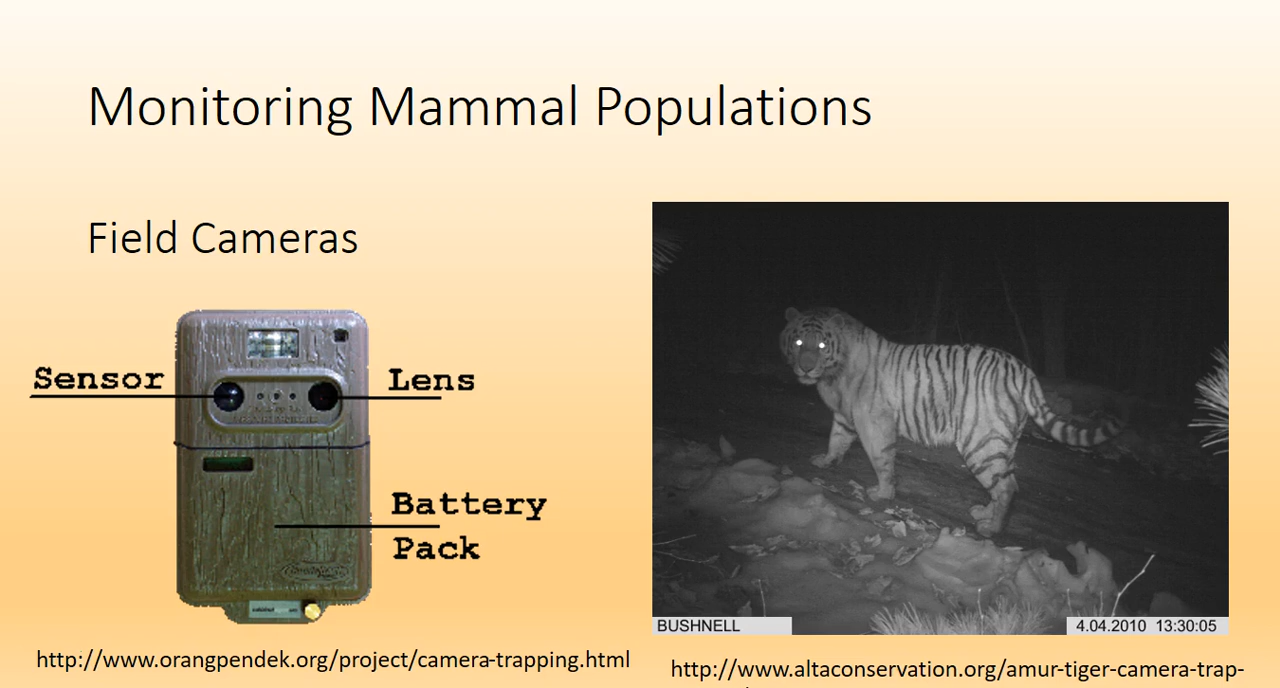 Monitoring Mammal Populations
Field Cameras
Sensor
Lens
Battery
Pack
BUSHNELL
4.04.2010 13:30:05
http://www.orangpendek.org/project/camera-trapping.html
http://www.altaconservation.org/amur-tiger-camera-trap-